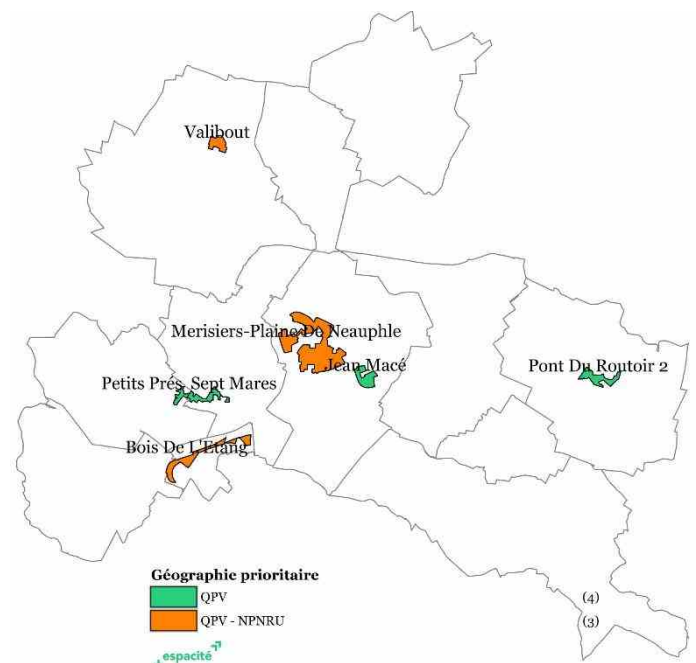 Valibout
Merisiers-Plaine De Neauphle
Jean Macé
Pont Du Routoir 2
Petits Prés, Sept Mares
Bois De L'Etang
Géographie prioritaire
QPV
(4)
QPV - NPNRU
(3)
espacité